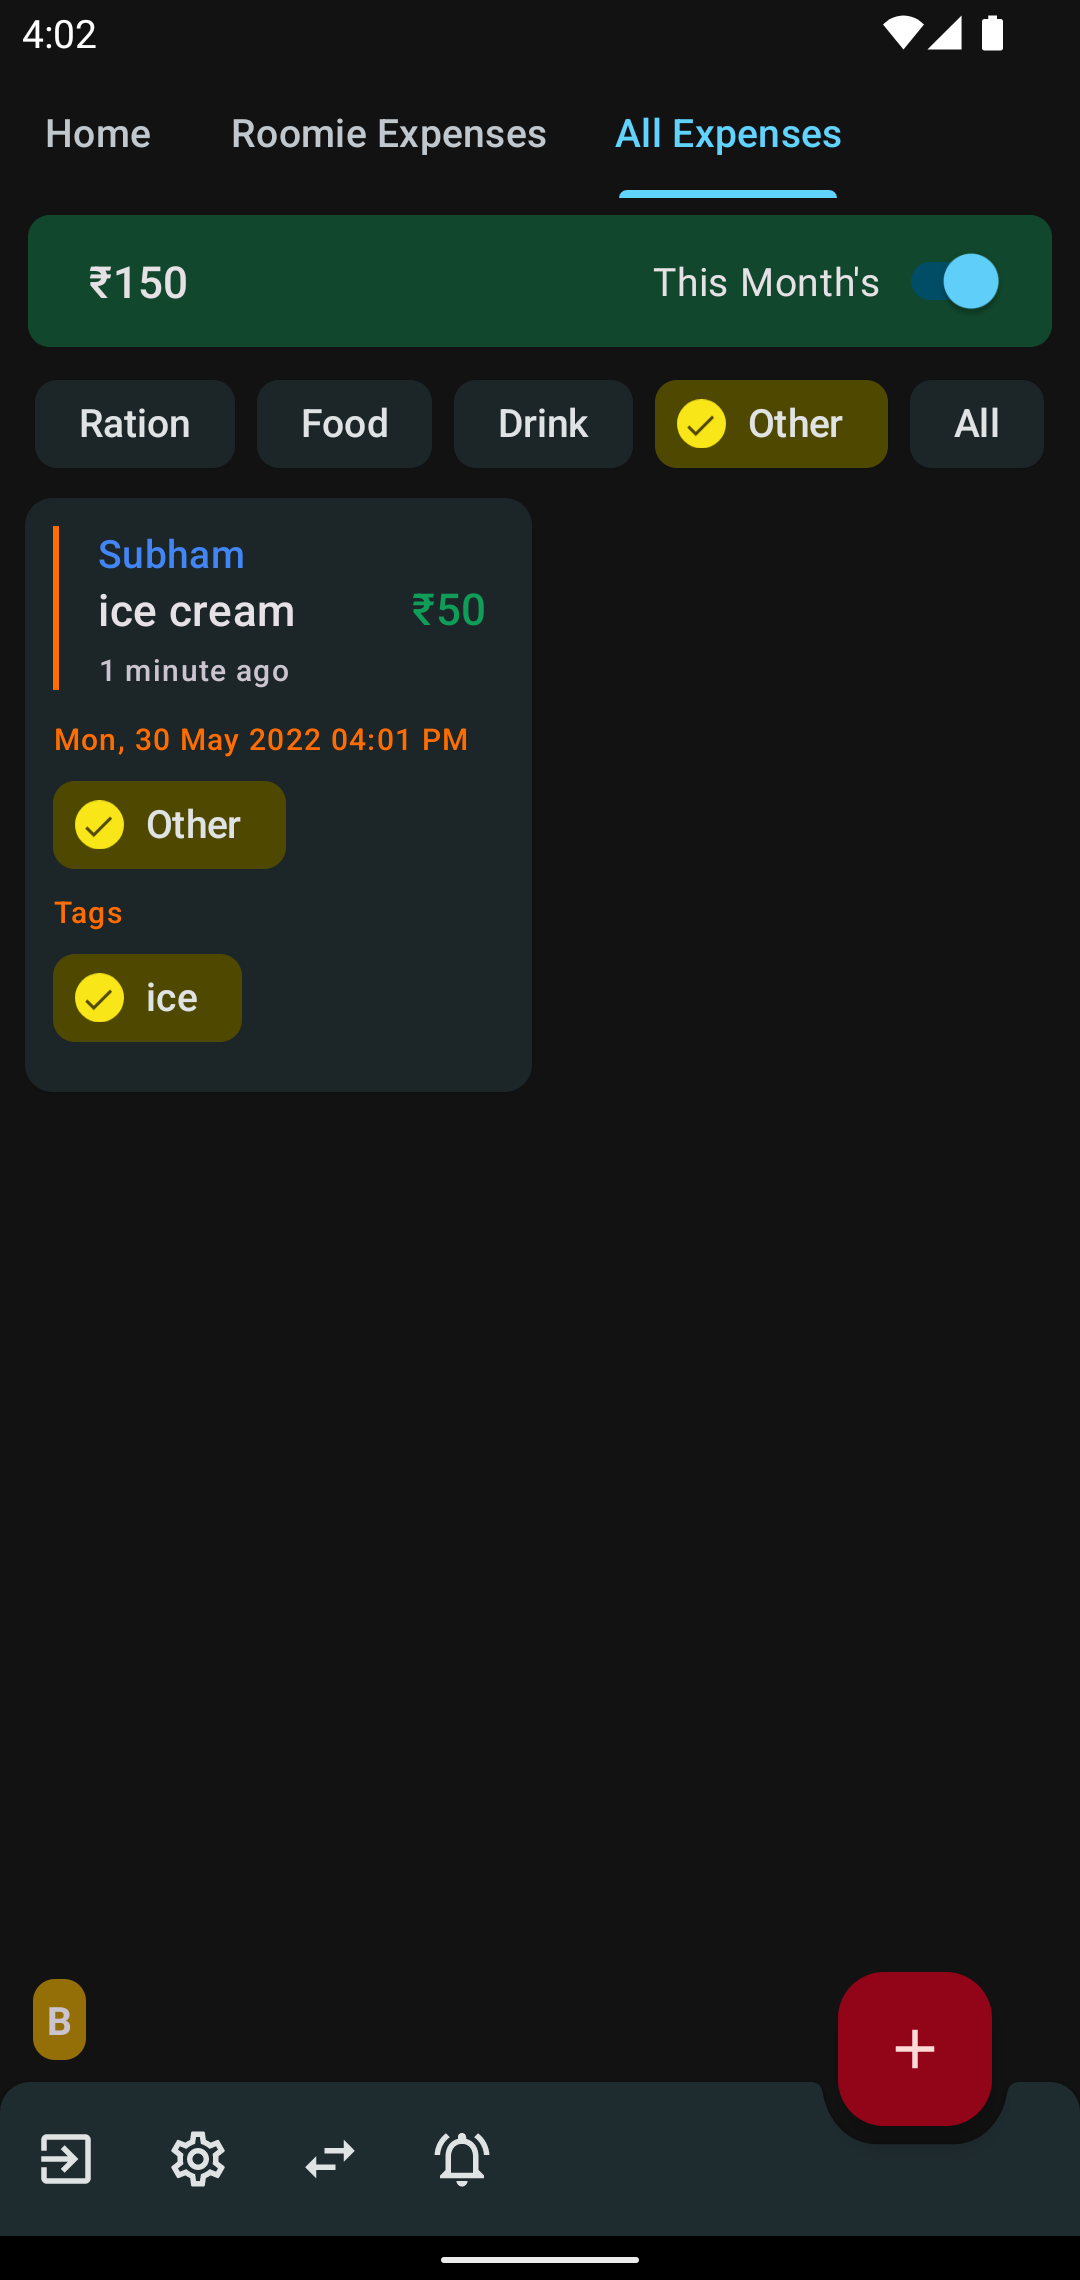 4:02
Home Roomie Expenses All Expenses
₹150 This Month's
Ration Food Drink Other All
Subham
ice cream ₹50
1 minute ago
Mon, 30 May 2022 04:01 PM
Other
Tags
ice
B